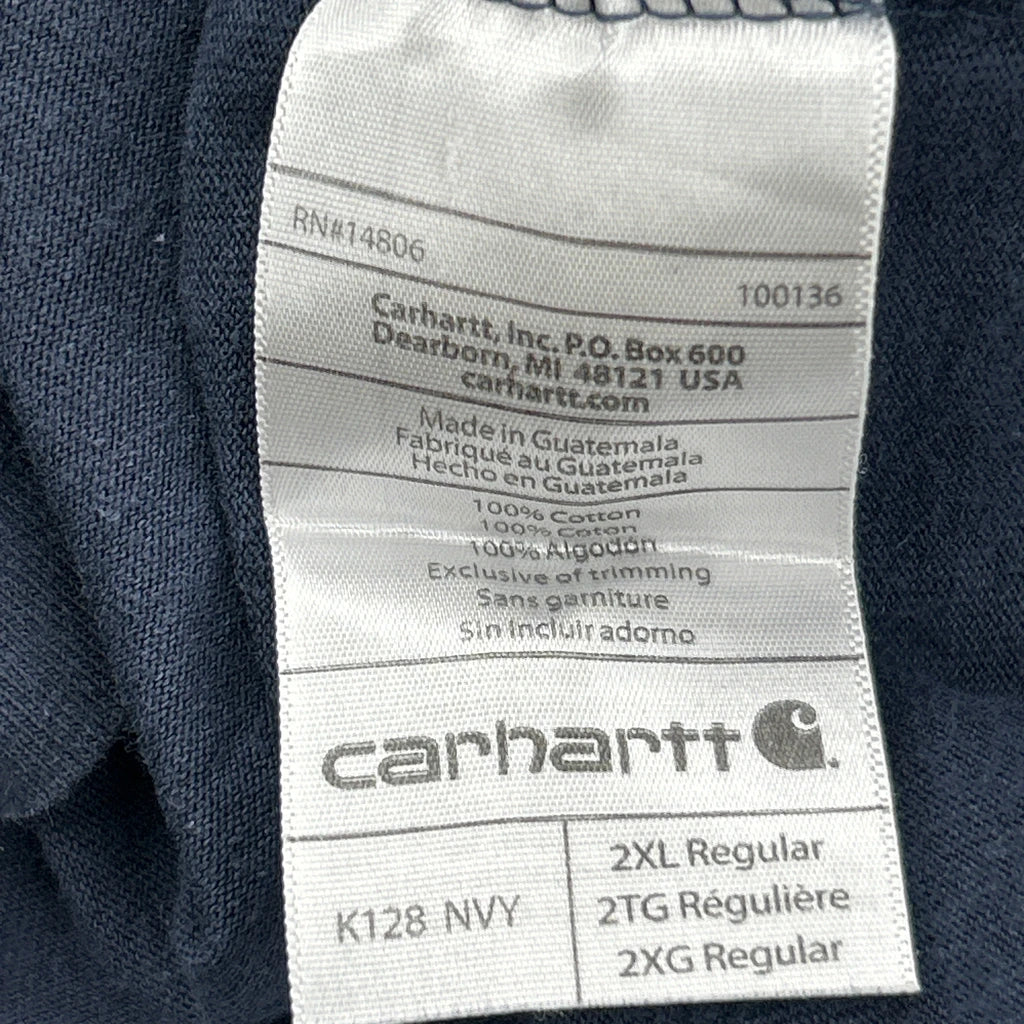 RN#14806
100136
Carhartt, Inc. P.O. Box 600
Dearborn, MI 48121 USA
carhartt.com
Made in Guatemala
Fabriqué au Guatemala
Hecho en Guatemala
100% Cotton
100% Coton
100% Algodón
Exclusive of trimming
Sans garniture
Sin incluir adorno
carhartt
K128 NVY
2XL Regular
2TG Régulière
2XG Regular